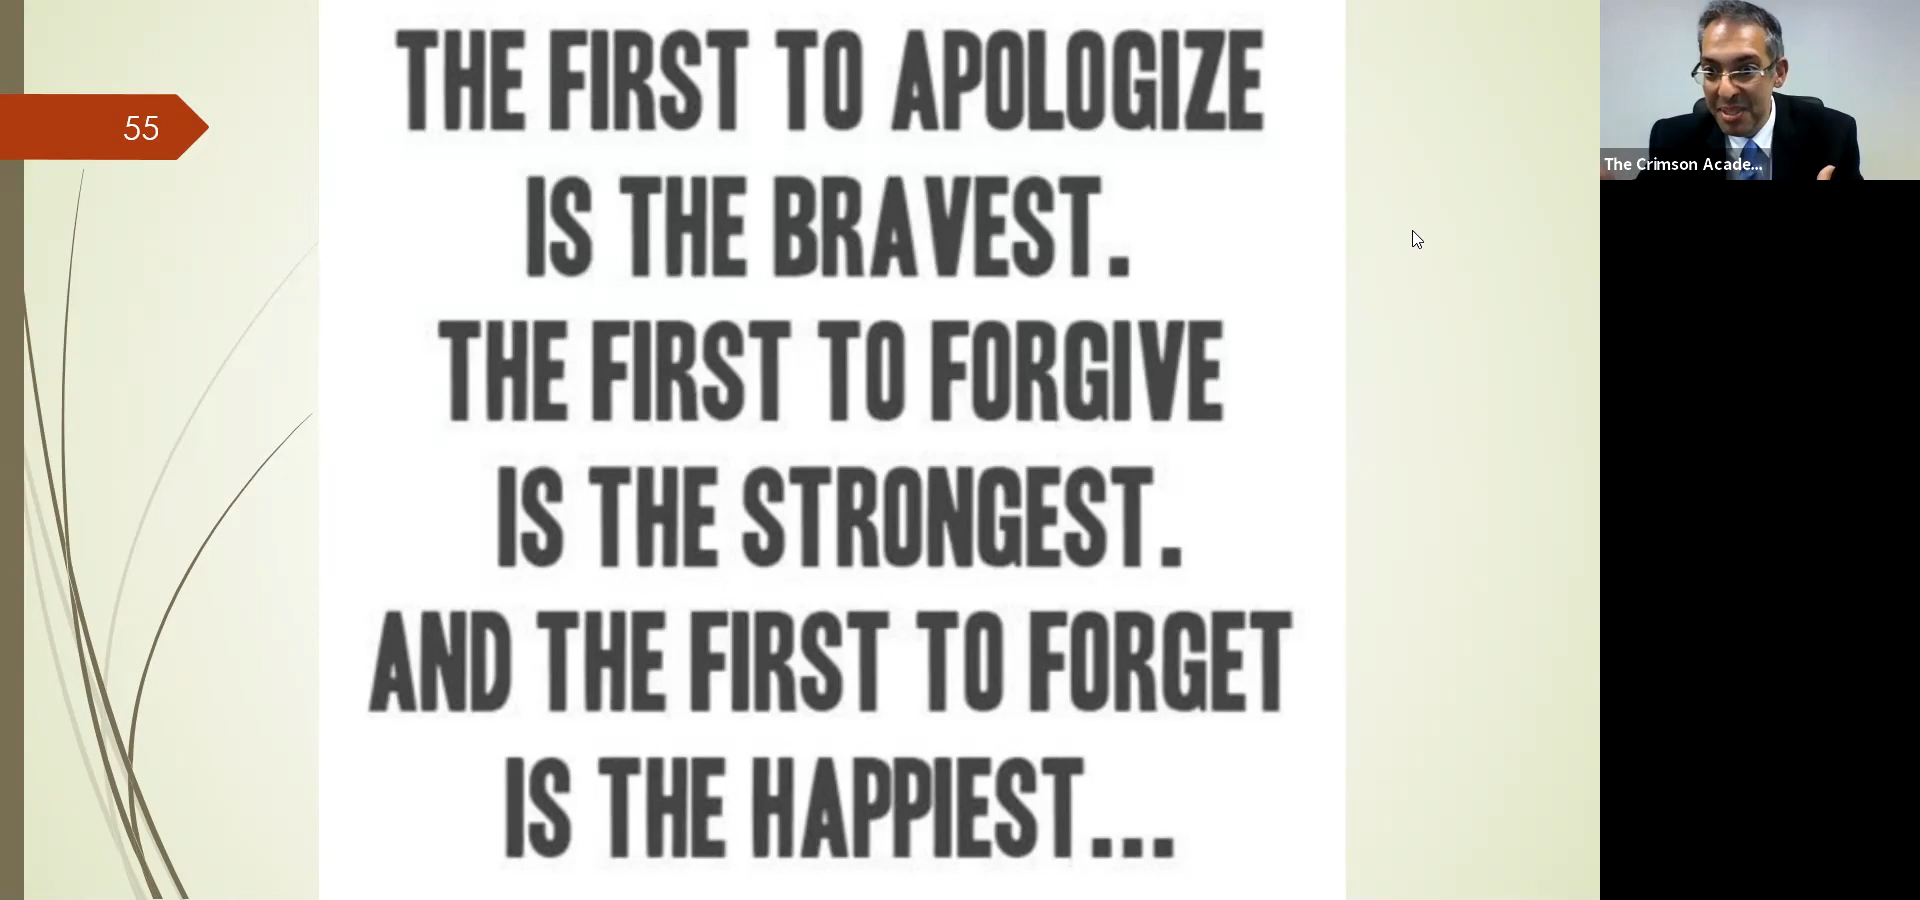 55
THE FIRST TO APOLOGIZE
IS THE BRAVEST.
THE FIRST TO FORGIVE
IS THE STRONGEST.
AND THE FIRST TO FORGET
IS THE HAPPIEST...
The Crimson Acade...